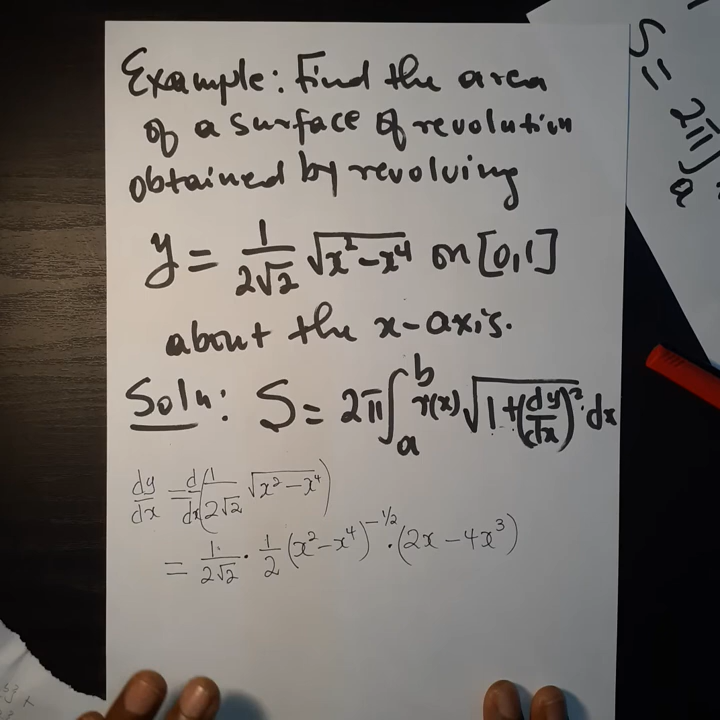 Example: Find the area
of a surface of revolution
obtained by revolving
y = 1/(2√2) √(x² − x⁴) on [0,1]
about the x-axis.
Soln: S = 2π ∫_a^b r(x) √(1+(dy/dx)²) dx
dy/dx = d/dx (1/(2√2) √(x² − x⁴))
= 1/(2√2) · 1/2 (x² − x⁴)^(−1/2) · (2x − 4x³)
S = 2π ∫_a